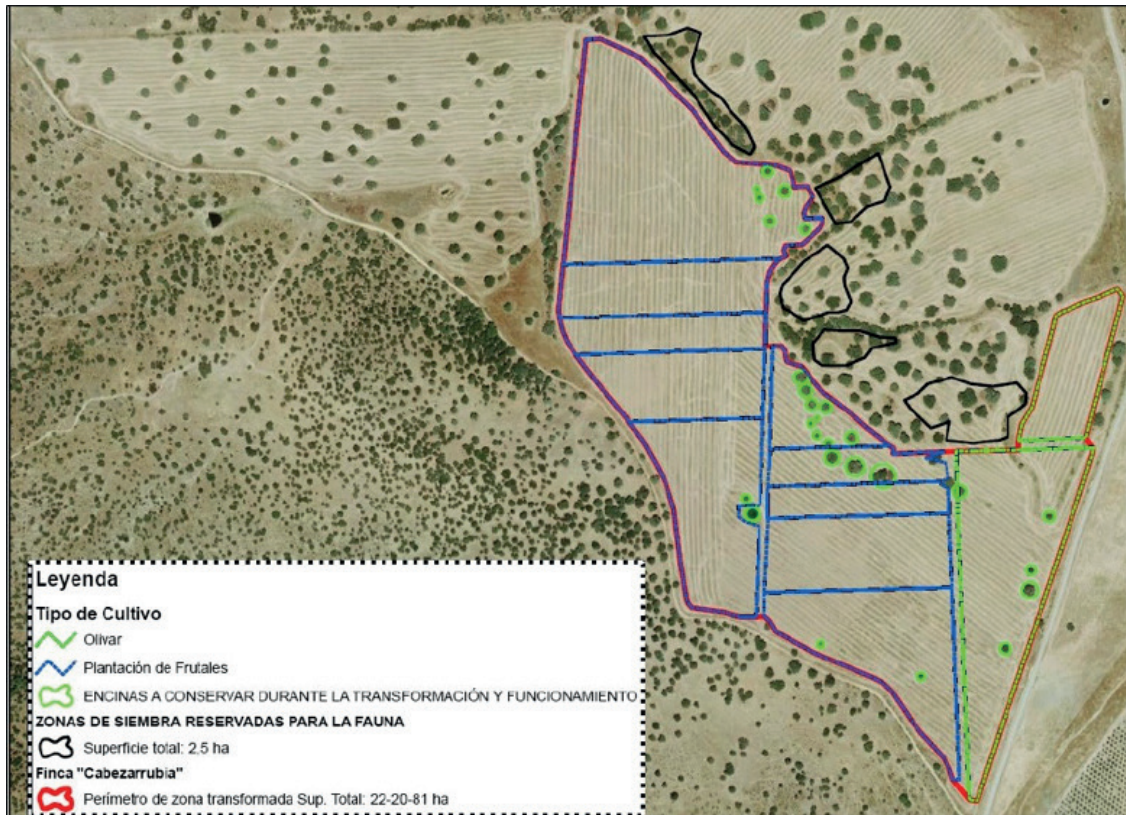 Leyenda
Tipo de Cultivo
Olivar
Plantación de Frutales
ENCINAS A CONSERVAR DURANTE LA TRANSFORMACIÓN Y FUNCIONAMIENTO
ZONAS DE SIEMBRA RESERVADAS PARA LA FAUNA
Superficie total: 2,5 ha
Finca "Cabezarrubia"
Perímetro de zona transformada Sup. Total: 22-20-81 ha